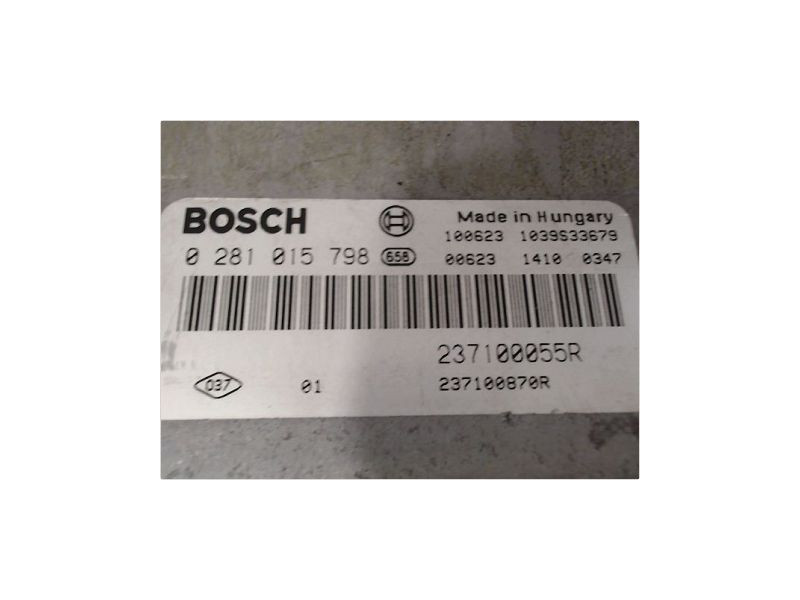 BOSCH Made in Hungary
100623 1039S33679
0 281 015 798 658 00623 1410 0347
237100055R
037 01 237100870R